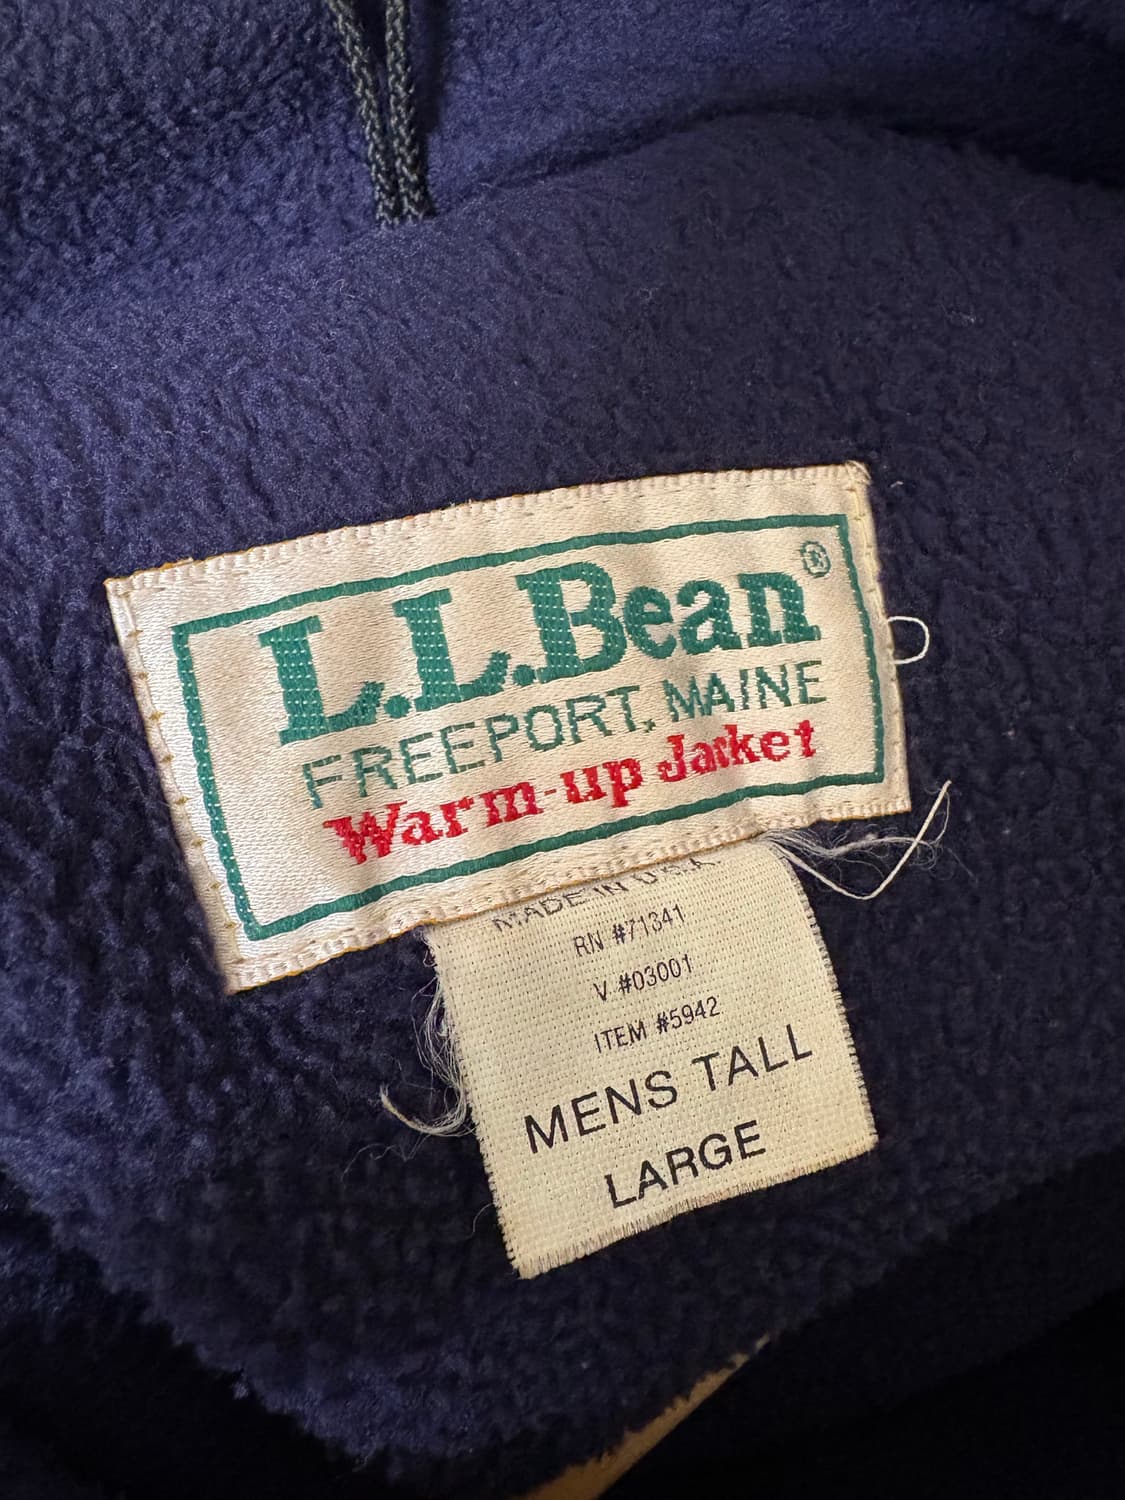 L.L.Bean®
FREEPORT, MAINE
Warm-up Jacket
MADE IN U.S.A.
RN #71341
V #03001
ITEM #5942
MENS TALL
LARGE